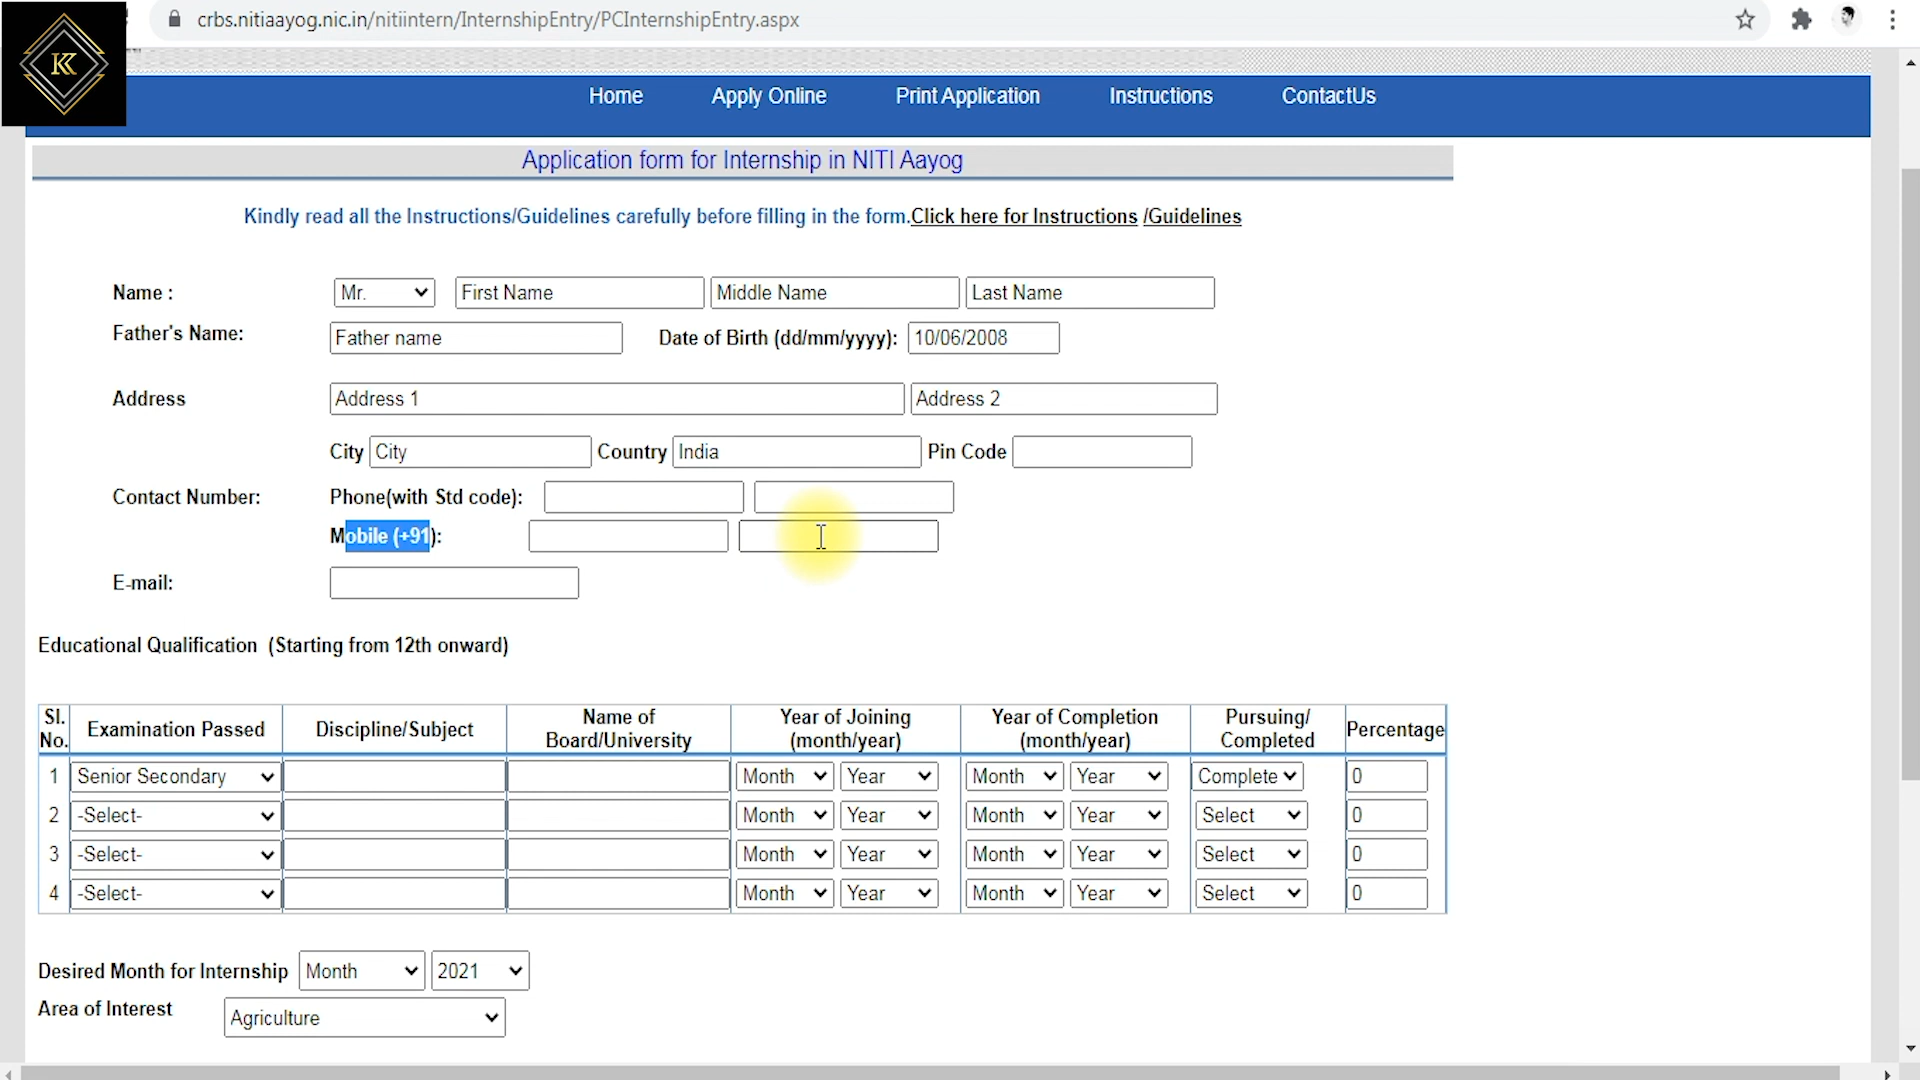 crbs.nitiaayog.nic.in/nitiintern/InternshipEntry/PCInternshipEntry.aspx
KK
Home Apply Online Print Application Instructions ContactUs
Application form for Internship in NITI Aayog
Kindly read all the Instructions/Guidelines carefully before filling in the form.Click here for Instructions /Guidelines
Name : Mr. First Name Middle Name Last Name
Father's Name: Father name Date of Birth (dd/mm/yyyy): 10/06/2008
Address Address 1 Address 2
City City Country India Pin Code
Contact Number: Phone(with Std code):
Mobile (+91):
E-mail:
Educational Qualification (Starting from 12th onward)
Sl. No. Examination Passed Discipline/Subject Name of Board/University Year of Joining (month/year) Year of Completion (month/year) Pursuing/ Completed Percentage
1 Senior Secondary Month Year Month Year Complete 0
2 -Select- Month Year Month Year Select 0
3 -Select- Month Year Month Year Select 0
4 -Select- Month Year Month Year Select 0
Desired Month for Internship Month 2021
Area of Interest Agriculture